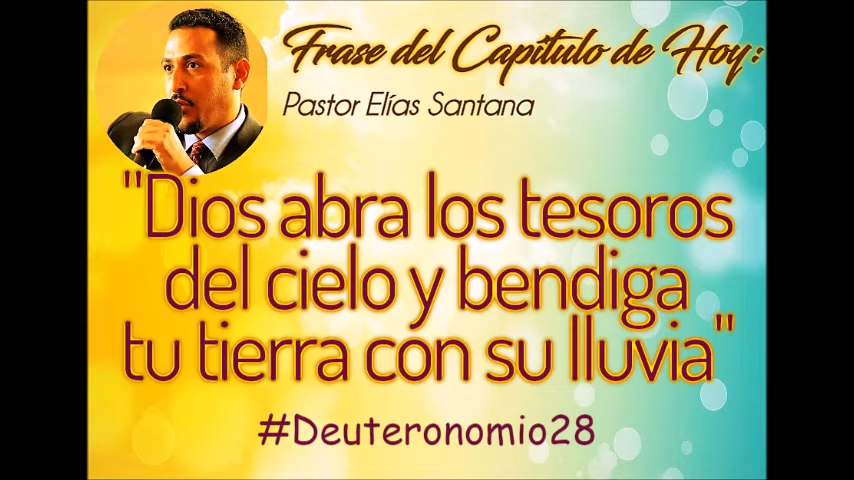 Frase del Capítulo de Hoy:
Pastor Elías Santana
"Dios abra los tesoros
del cielo y bendiga
tu tierra con su lluvia"
#Deuteronomio28